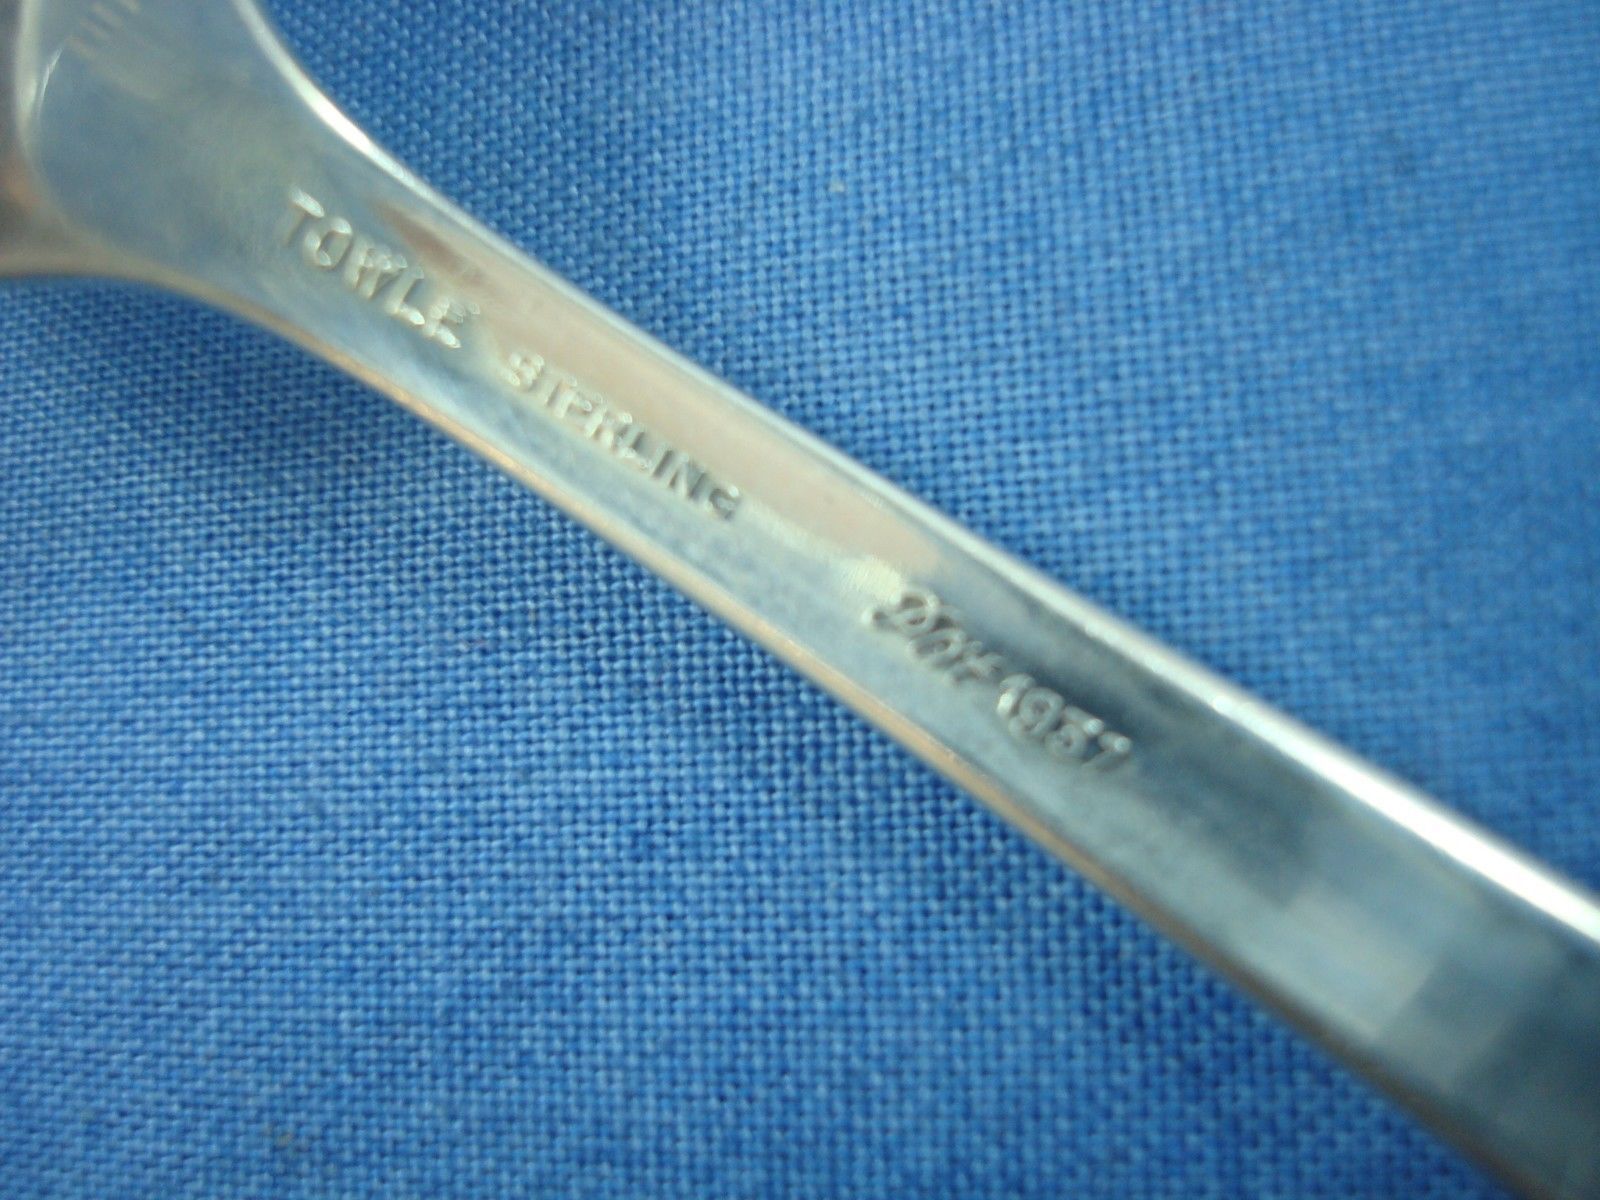 TOWLE STERLING PAT 1951